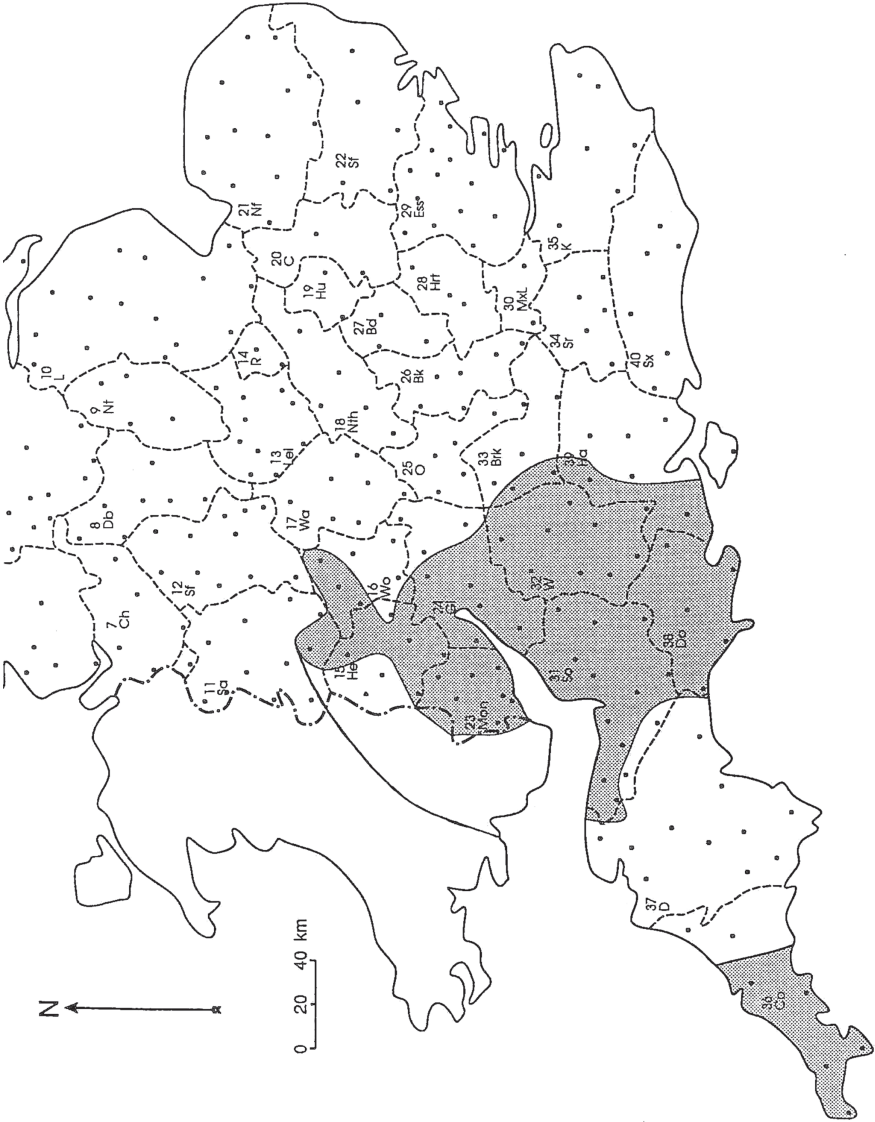 N
0 20 40 km
10
L
9
Nt
8
Db
7
Ch
12
Sf
11
Sa
13
Lei
14
R
21
Nf
20
C
22
Sf
19
Hu
18
Nth
17
Wa
16
Wo
15
He
23
Mon
24
Gl
25
O
26
Bk
27
Bd
28
Hrt
29
Ess
30
MxL
33
Brk
34
Sr
35
K
40
Sx
39
Ha
32
W
31
So
38
Do
37
D
36
Co